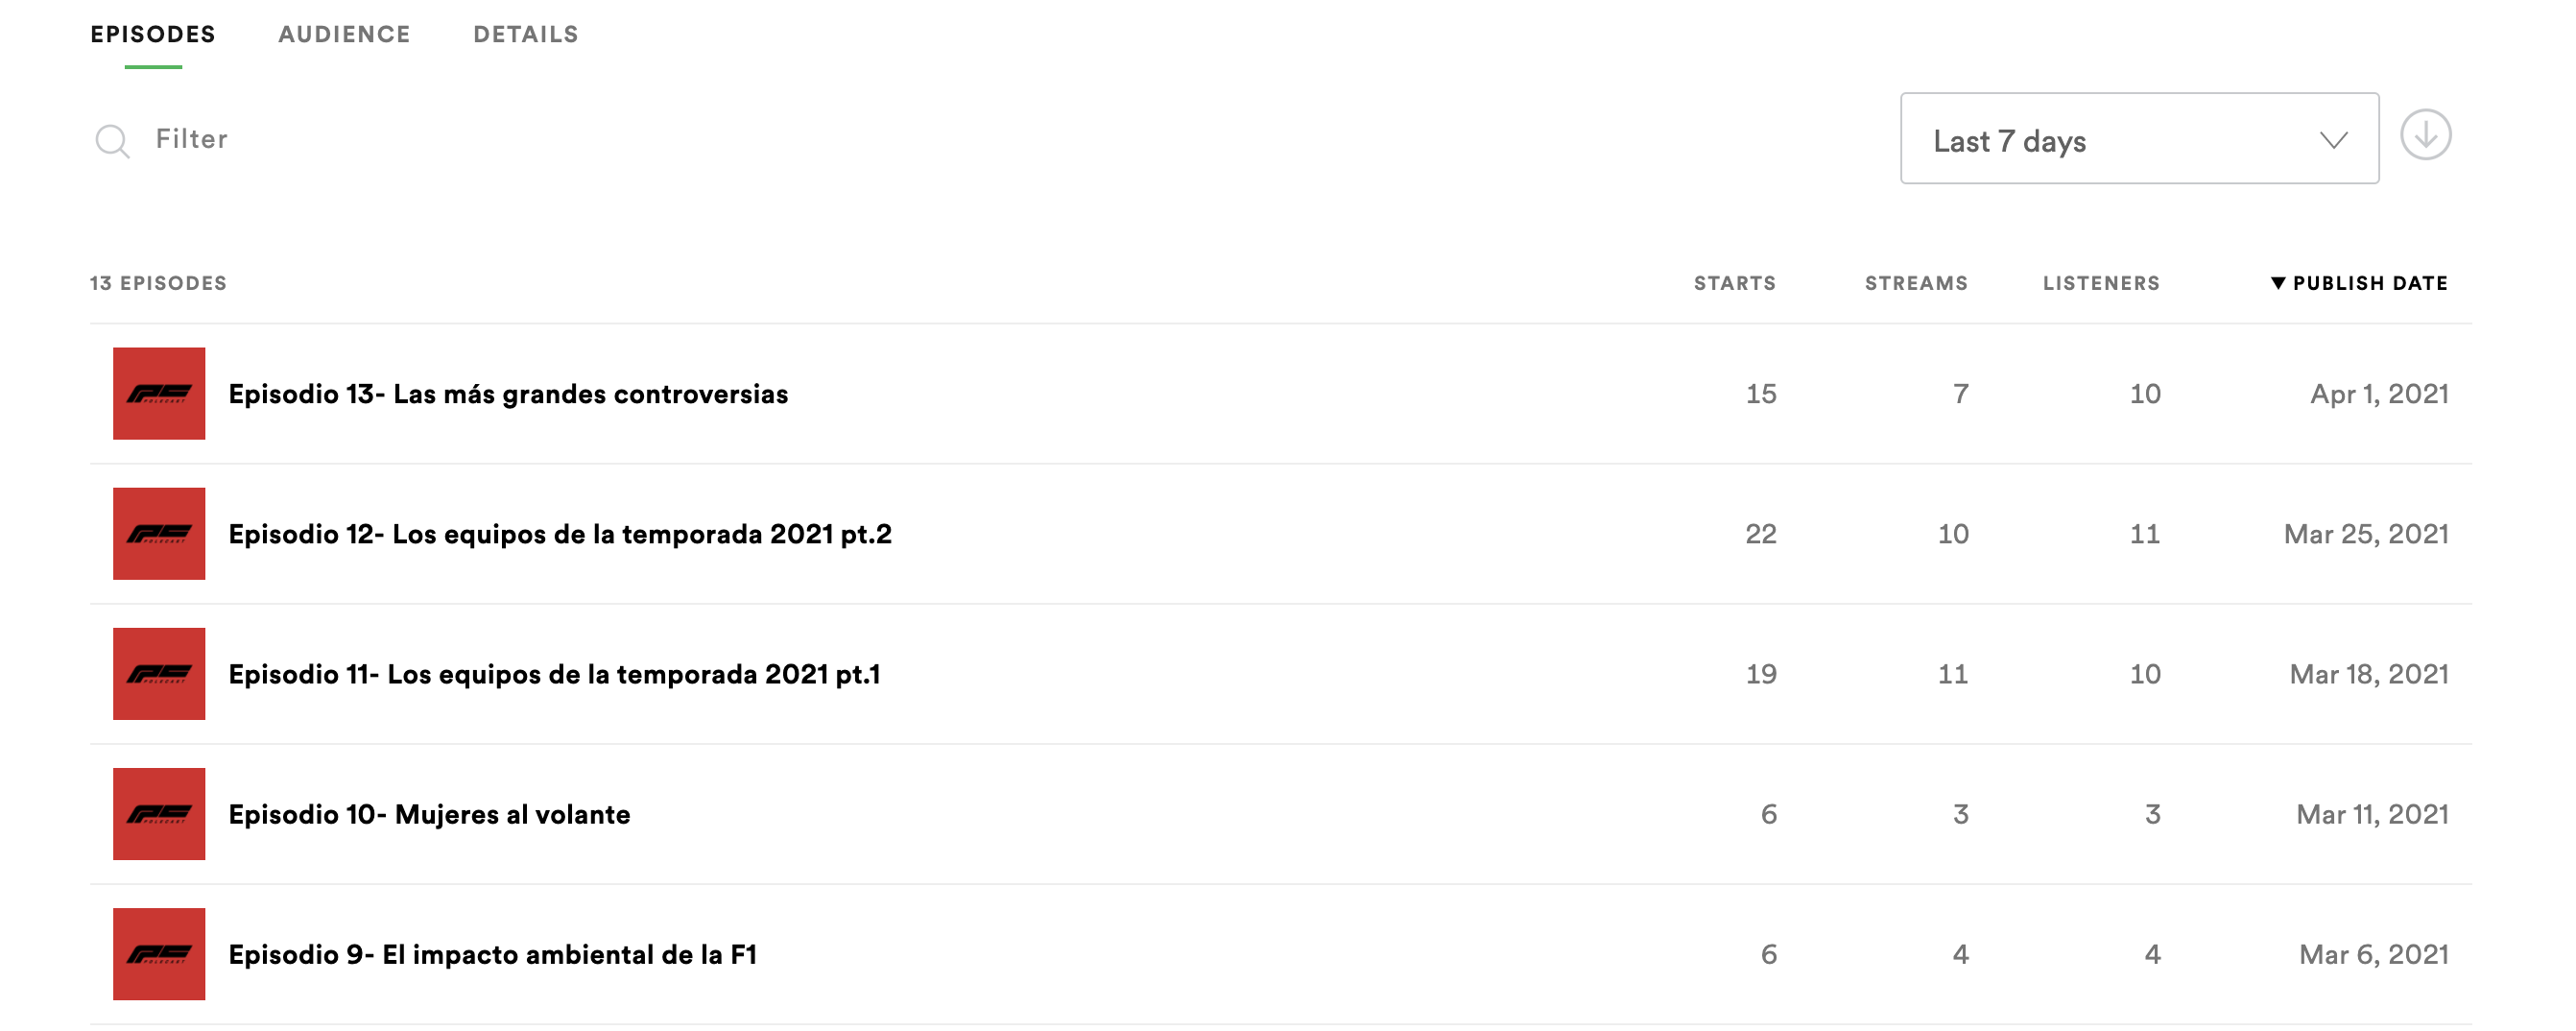 EPISODES AUDIENCE DETAILS
Filter Last 7 days
13 EPISODES STARTS STREAMS LISTENERS ▼ PUBLISH DATE
Episodio 13- Las más grandes controversias 15 7 10 Apr 1, 2021
Episodio 12- Los equipos de la temporada 2021 pt.2 22 10 11 Mar 25, 2021
Episodio 11- Los equipos de la temporada 2021 pt.1 19 11 10 Mar 18, 2021
Episodio 10- Mujeres al volante 6 3 3 Mar 11, 2021
Episodio 9- El impacto ambiental de la F1 6 4 4 Mar 6, 2021